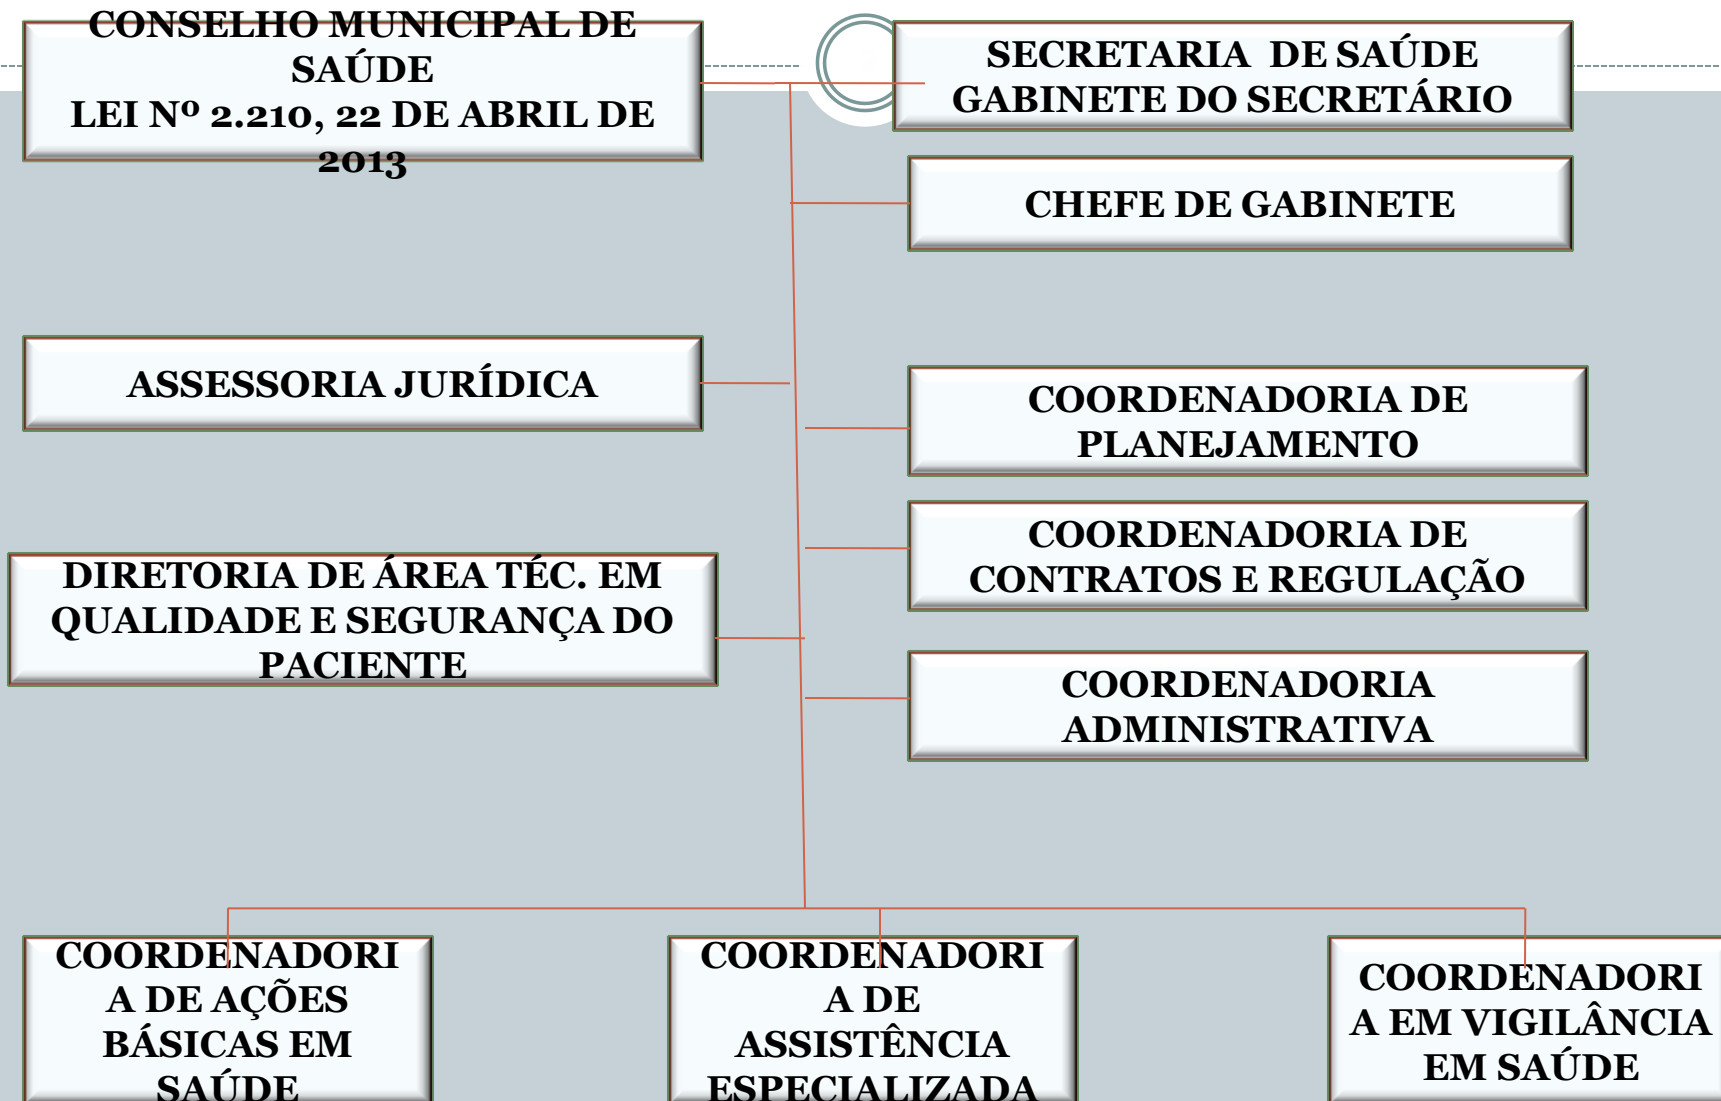 CONSELHO MUNICIPAL DE
SAÚDE
LEI Nº 2.210, 22 DE ABRIL DE
2013
SECRETARIA DE SAÚDE
GABINETE DO SECRETÁRIO
CHEFE DE GABINETE
ASSESSORIA JURÍDICA
COORDENADORIA DE
PLANEJAMENTO
COORDENADORIA DE
CONTRATOS E REGULAÇÃO
DIRETORIA DE ÁREA TÉC. EM
QUALIDADE E SEGURANÇA DO
PACIENTE
COORDENADORIA
ADMINISTRATIVA
COORDENADORI
A DE AÇÕES
BÁSICAS EM
SAÚDE
COORDENADORI
A DE
ASSISTÊNCIA
ESPECIALIZADA
COORDENADORI
A EM VIGILÂNCIA
EM SAÚDE